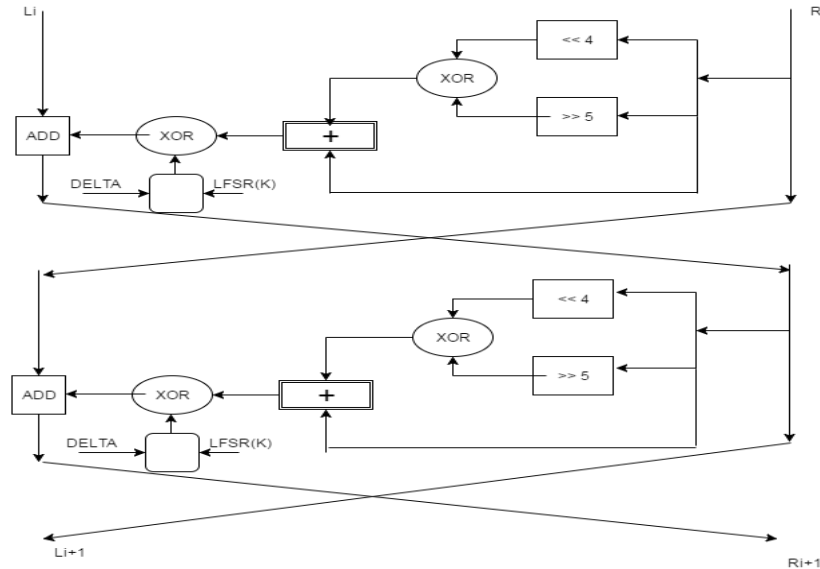 Li
R
<< 4
XOR
>> 5
ADD
XOR
+
DELTA
LFSR(K)
<< 4
XOR
>> 5
ADD
XOR
+
DELTA
LFSR(K)
Li+1
Ri+1